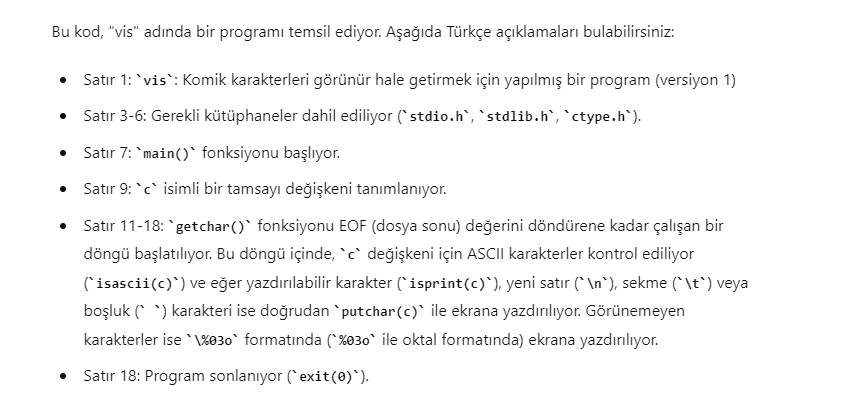 Bu kod, "vis" adında bir programı temsil ediyor. Aşağıda Türkçe açıklamaları bulabilirsiniz:
• Satır 1: `vis`: Komik karakterleri görünür hale getirmek için yapılmış bir program (versiyon 1)
• Satır 3-6: Gerekli kütüphaneler dahil ediliyor (`stdio.h`, `stdlib.h`, `ctype.h`).
• Satır 7: `main()` fonksiyonu başlıyor.
• Satır 9: `c` isimli bir tamsayı değişkeni tanımlanıyor.
• Satır 11-18: `getchar()` fonksiyonu EOF (dosya sonu) değerini döndürene kadar çalışan bir
döngü başlatılıyor. Bu döngü içinde, `c` değişkeni için ASCII karakterler kontrol ediliyor
(`isascii(c)`) ve eğer yazdırılabilir karakter (`isprint(c)`), yeni satır (`\n`), sekme (`\t`) veya
boşluk (` `) karakteri ise doğrudan `putchar(c)` ile ekrana yazdırılıyor. Görünemeyen
karakterler ise `\%03o` formatında (`%03o` ile oktal formatında) ekrana yazdırılıyor.
• Satır 18: Program sonlanıyor (`exit(0)`).